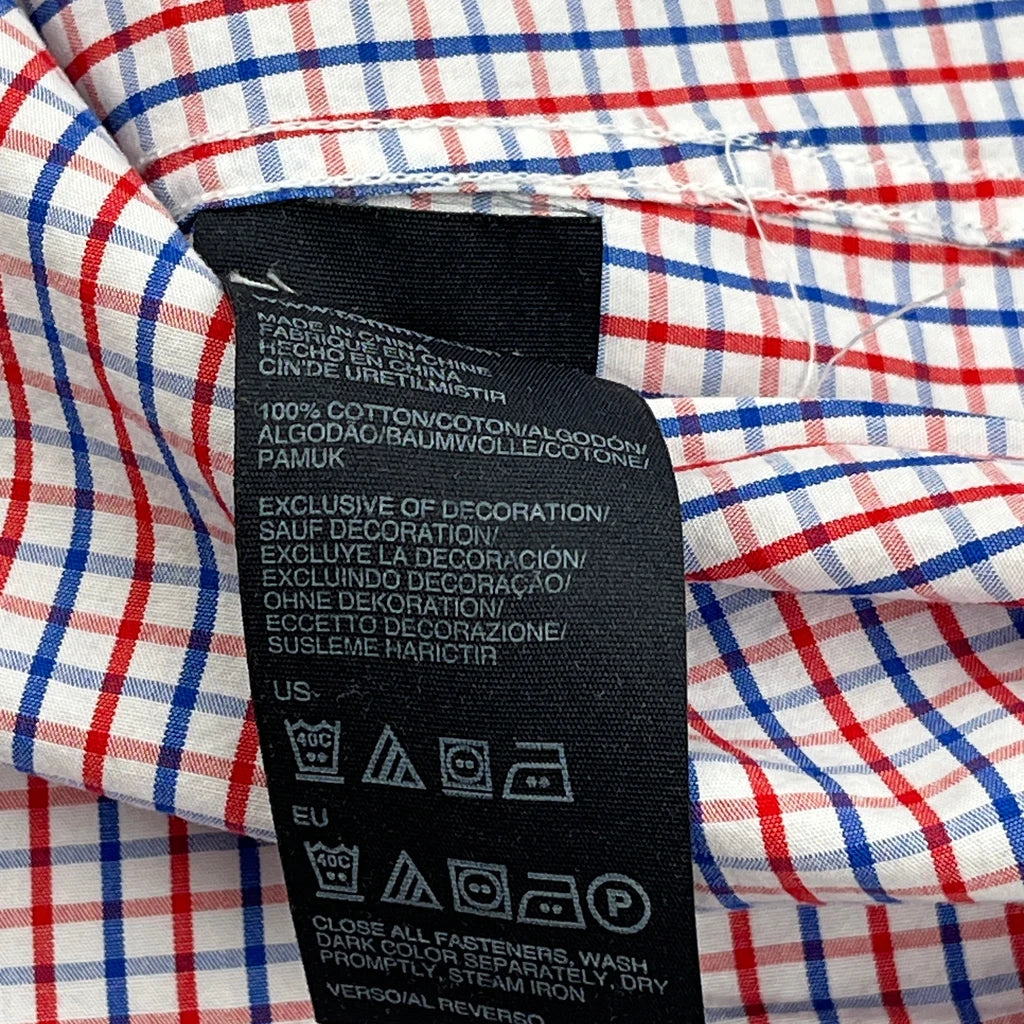 MADE IN CHINA
FABRIQUE EN CHINE
HECHO EN CHINA
CIN'DE URETILMISTIR
100% COTTON/COTON/ALGODÓN/
ALGODÃO/BAUMWOLLE/COTONE/
PAMUK
EXCLUSIVE OF DECORATION/
SAUF DÉCORATION/
EXCLUYE LA DECORACIÓN/
EXCLUINDO DECORAÇÃO/
OHNE DEKORATION/
ECCETTO DECORAZIONE/
SUSLEME HARICTIR
US
40C
EU
40C
P
CLOSE ALL FASTENERS, WASH
DARK COLOR SEPARATELY, DRY
PROMPTLY, STEAM IRON
VERSO/AL REVERSO